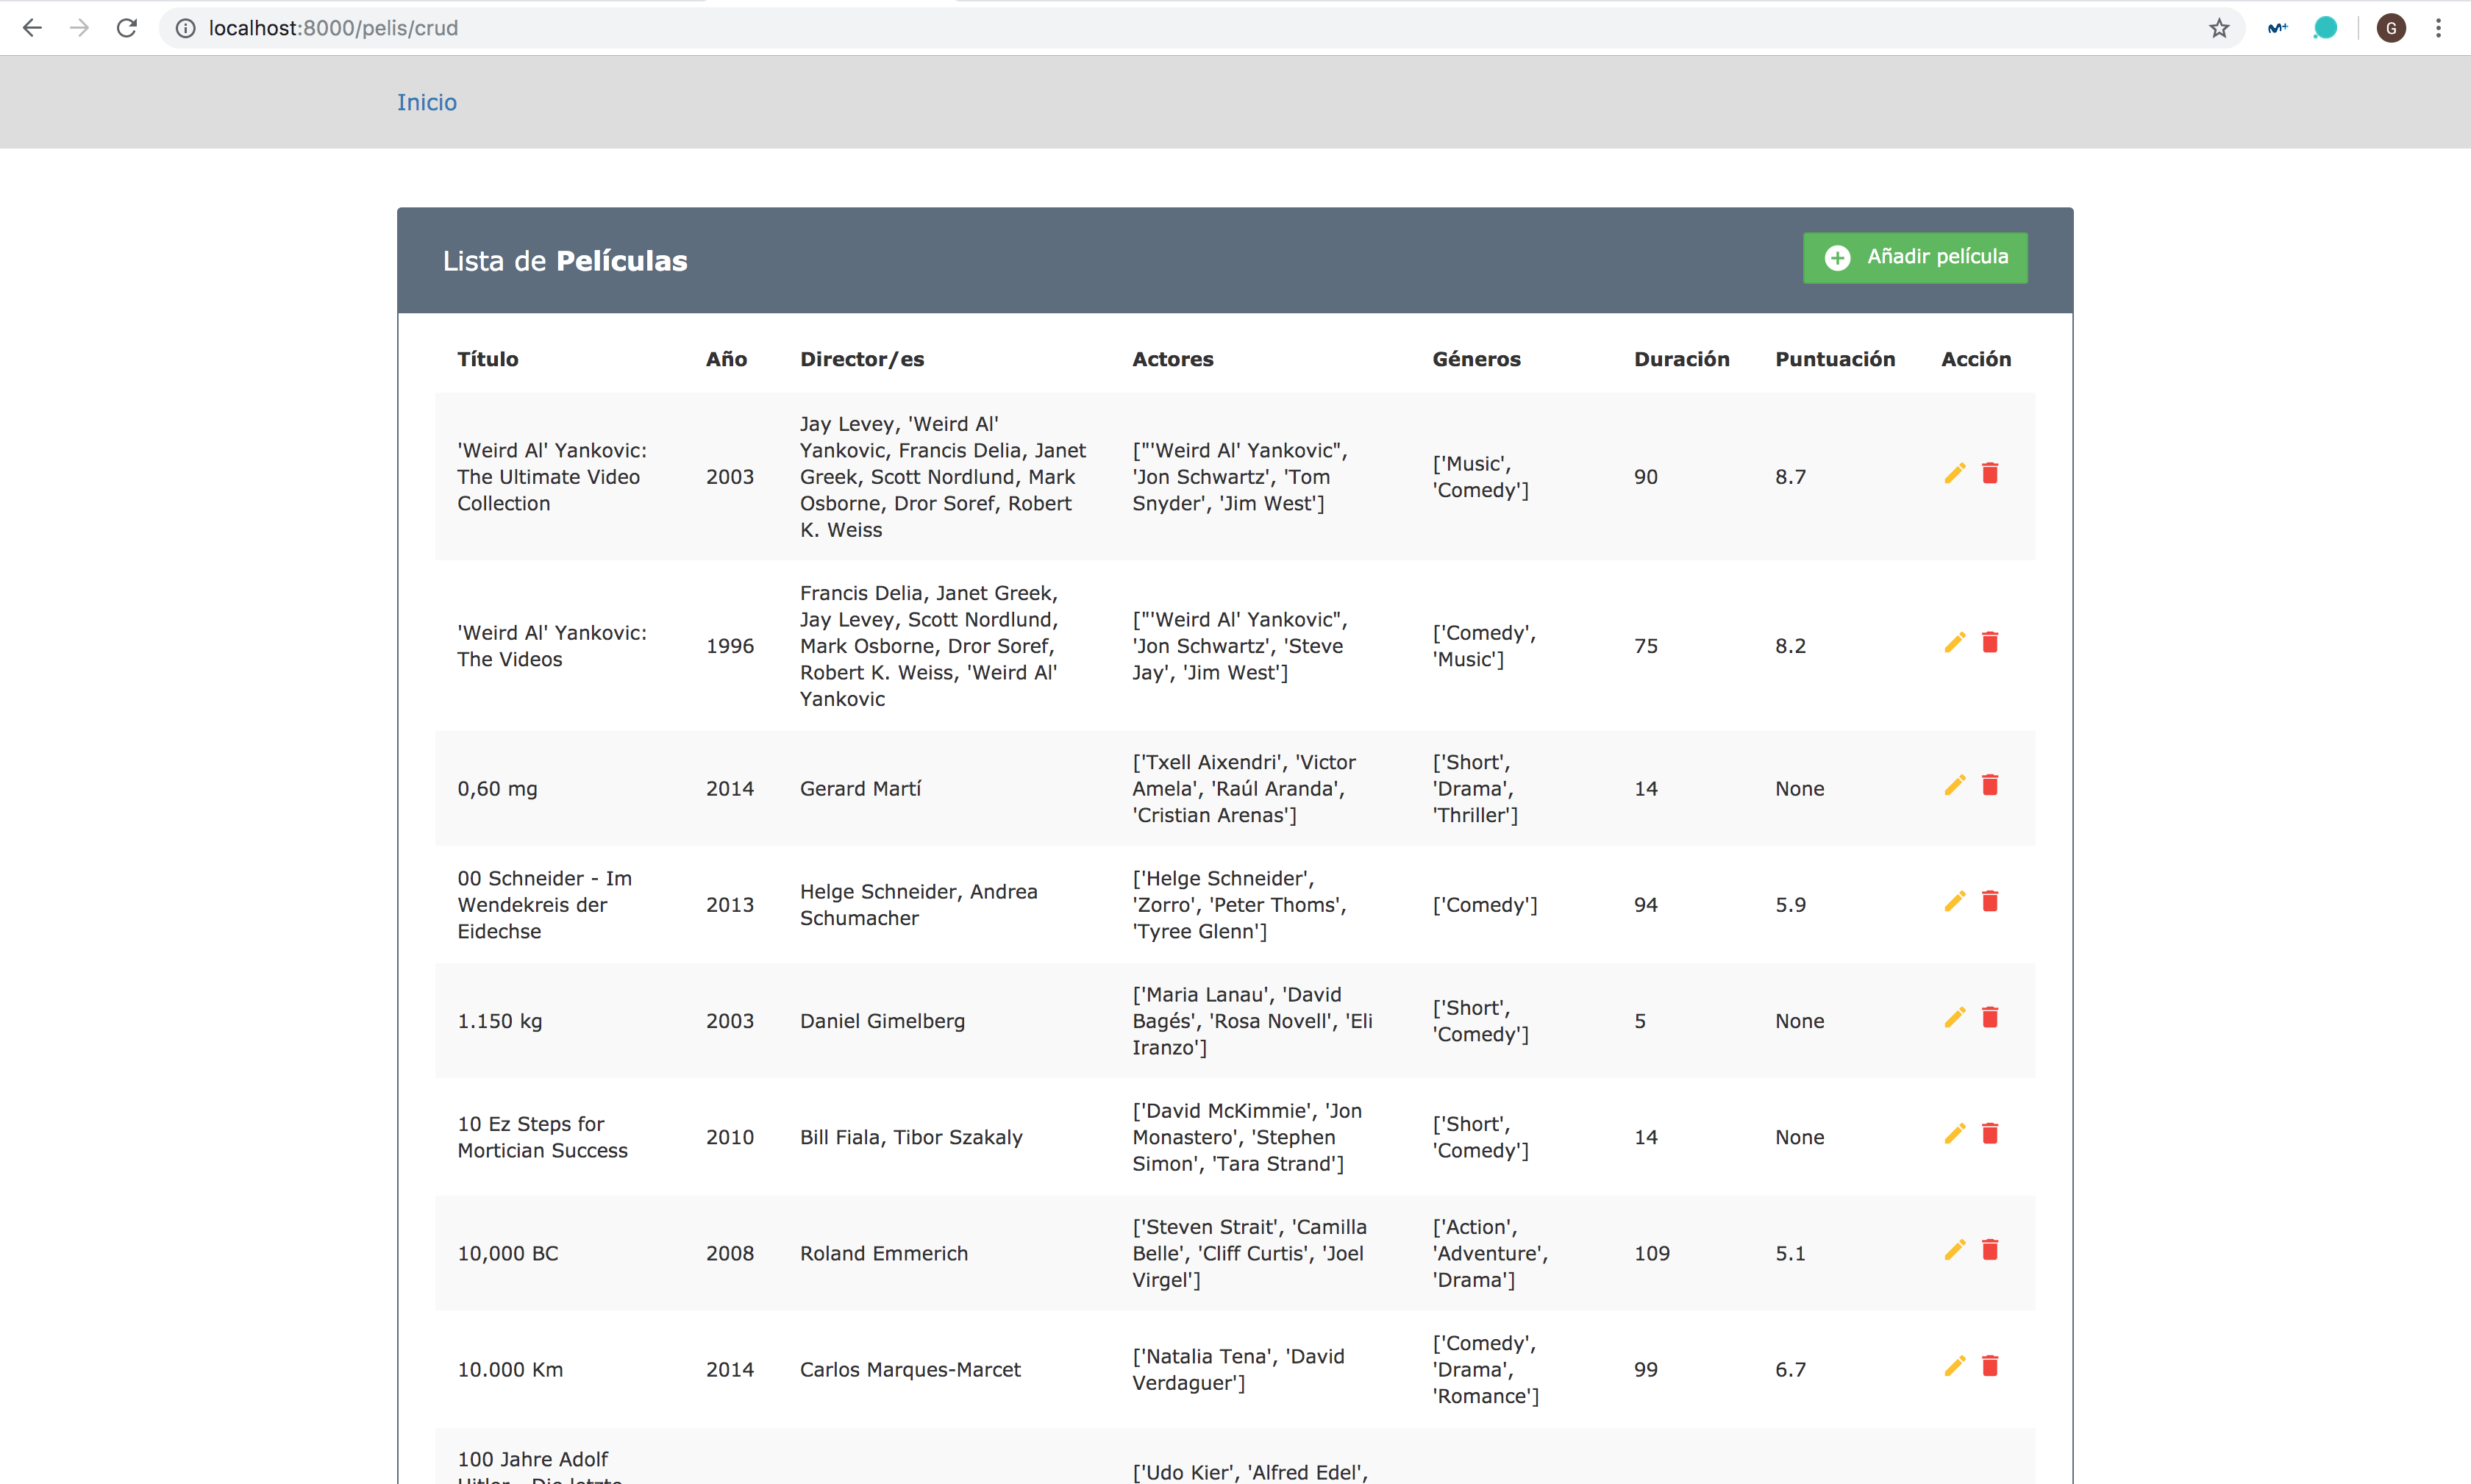 localhost:8000/pelis/crud
G
Inicio
Lista de Películas
Añadir película
Título Año Director/es Actores Géneros Duración Puntuación Acción
'Weird Al' Yankovic:
The Ultimate Video
Collection
2003
Jay Levey, 'Weird Al'
Yankovic, Francis Delia, Janet
Greek, Scott Nordlund, Mark
Osborne, Dror Soref, Robert
K. Weiss
["'Weird Al' Yankovic",
'Jon Schwartz', 'Tom
Snyder', 'Jim West']
['Music',
'Comedy']
90
8.7
'Weird Al' Yankovic:
The Videos
1996
Francis Delia, Janet Greek,
Jay Levey, Scott Nordlund,
Mark Osborne, Dror Soref,
Robert K. Weiss, 'Weird Al'
Yankovic
["'Weird Al' Yankovic",
'Jon Schwartz', 'Steve
Jay', 'Jim West']
['Comedy',
'Music']
75
8.2
0,60 mg
2014
Gerard Martí
['Txell Aixendri', 'Victor
Amela', 'Raúl Aranda',
'Cristian Arenas']
['Short',
'Drama',
'Thriller']
14
None
00 Schneider - Im
Wendekreis der
Eidechse
2013
Helge Schneider, Andrea
Schumacher
['Helge Schneider',
'Zorro', 'Peter Thoms',
'Tyree Glenn']
['Comedy']
94
5.9
1.150 kg
2003
Daniel Gimelberg
['Maria Lanau', 'David
Bagés', 'Rosa Novell', 'Eli
Iranzo']
['Short',
'Comedy']
5
None
10 Ez Steps for
Mortician Success
2010
Bill Fiala, Tibor Szakaly
['David McKimmie', 'Jon
Monastero', 'Stephen
Simon', 'Tara Strand']
['Short',
'Comedy']
14
None
10,000 BC
2008
Roland Emmerich
['Steven Strait', 'Camilla
Belle', 'Cliff Curtis', 'Joel
Virgel']
['Action',
'Adventure',
'Drama']
109
5.1
10.000 Km
2014
Carlos Marques-Marcet
['Natalia Tena', 'David
Verdaguer']
['Comedy',
'Drama',
'Romance']
99
6.7
100 Jahre Adolf
Hitler - Die letzte
['Udo Kier', 'Alfred Edel',